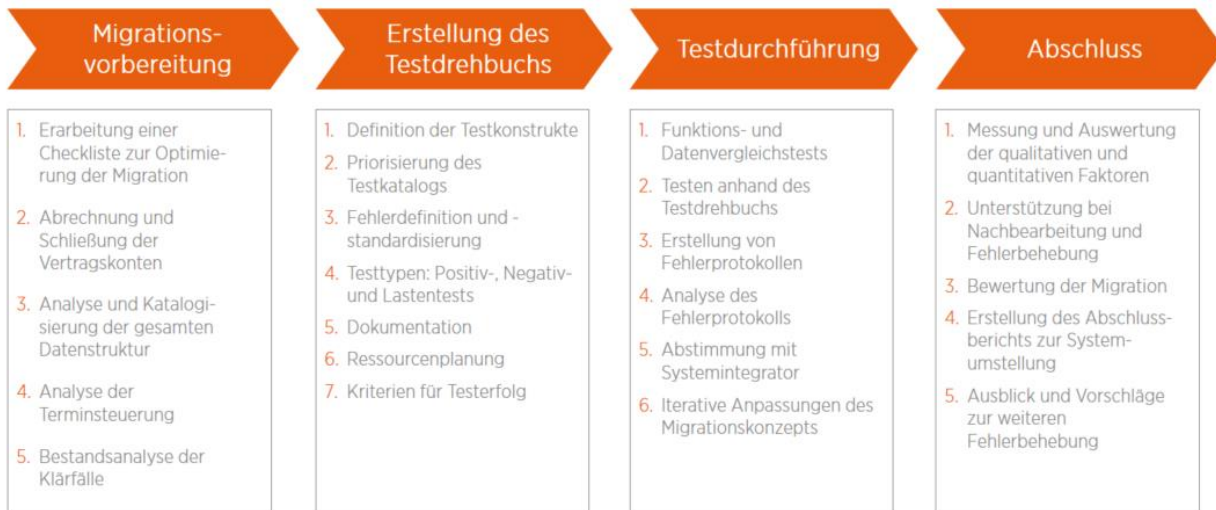 Migrations-
vorbereitung
1. Erarbeitung einer
Checkliste zur Optimie-
rung der Migration
2. Abrechnung und
Schließung der
Vertragskonten
3. Analyse und Katalogi-
sierung der gesamten
Datenstruktur
4. Analyse der
Terminsteuerung
5. Bestandsanalyse der
Klärfälle
Erstellung des
Testdrehbuchs
1. Definition der Testkonstrukte
2. Priorisierung des
Testkatalogs
3. Fehlerdefinition und -
standardisierung
4. Testtypen: Positiv-, Negativ-
und Lastentests
5. Dokumentation
6. Ressourcenplanung
7. Kriterien für Testerfolg
Testdurchführung
1. Funktions- und
Datenvergleichstests
2. Testen anhand des
Testdrehbuchs
3. Erstellung von
Fehlerprotokollen
4. Analyse des
Fehlerprotokolls
5. Abstimmung mit
Systemintegrator
6. Iterative Anpassungen des
Migrationskonzepts
Abschluss
1. Messung und Auswertung
der qualitativen und
quantitativen Faktoren
2. Unterstützung bei
Nachbearbeitung und
Fehlerbehebung
3. Bewertung der Migration
4. Erstellung des Abschluss-
berichts zur System-
umstellung
5. Ausblick und Vorschläge
zur weiteren
Fehlerbehebung